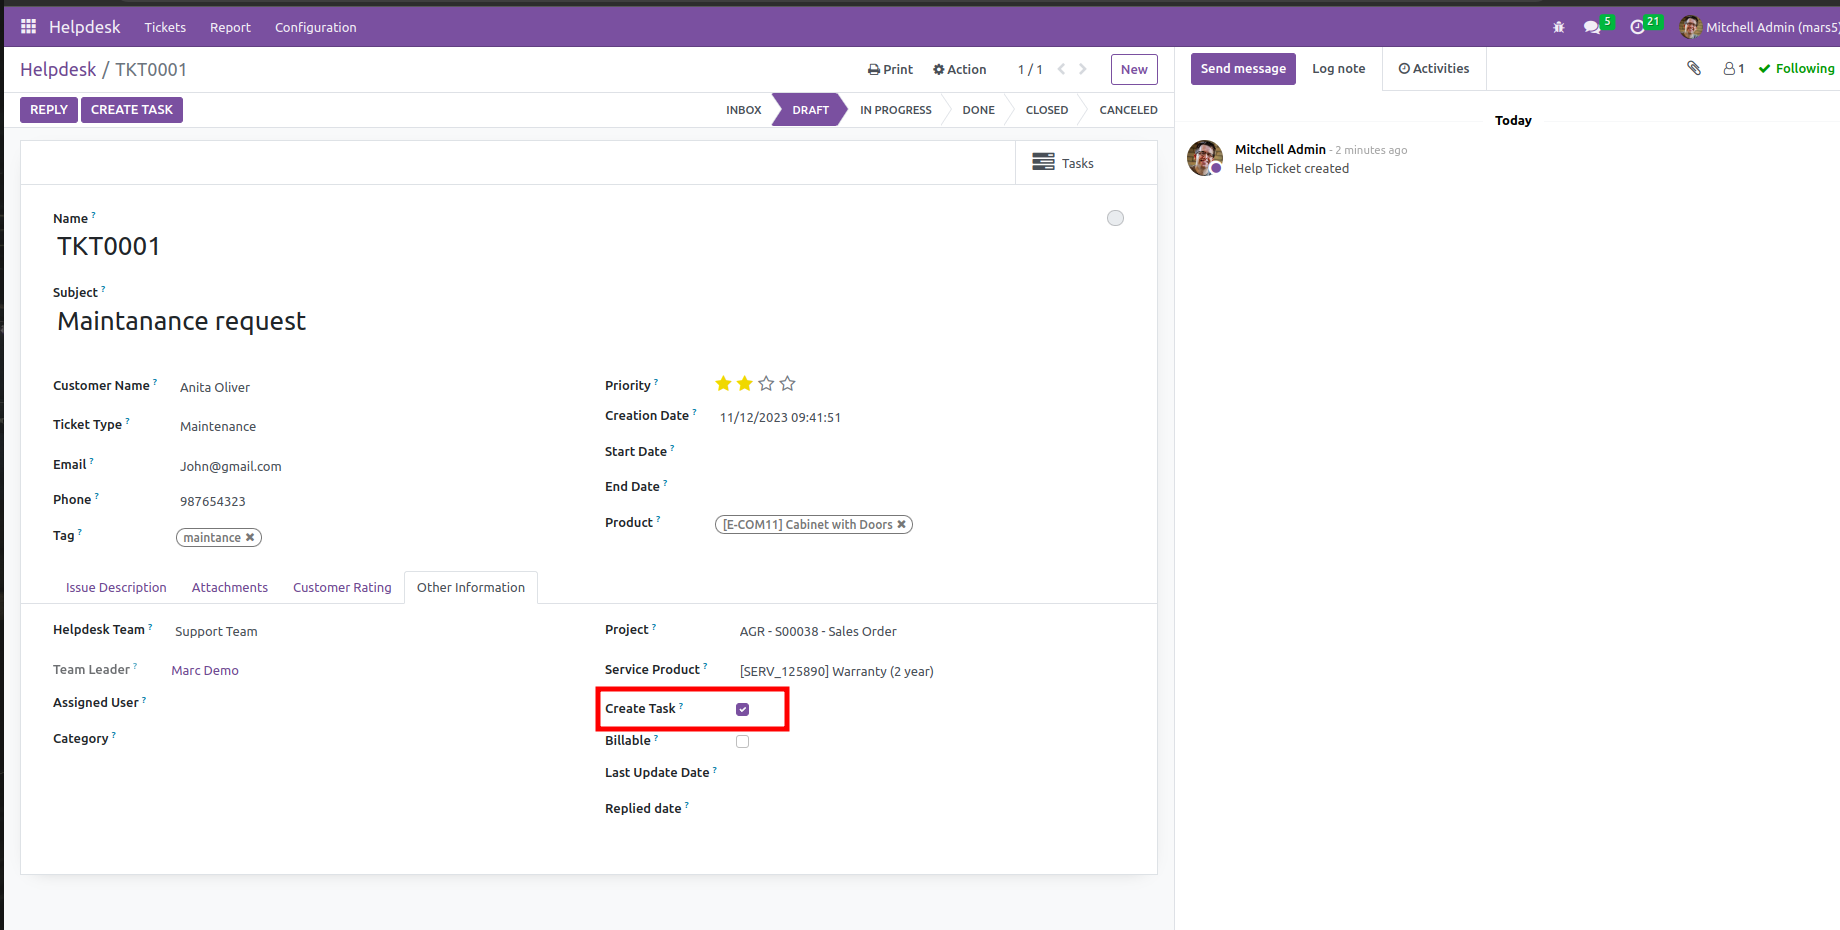 Helpdesk Tickets Report Configuration 5 21 Mitchell Admin (mars5)
Helpdesk / TKT0001 Print Action 1 / 1 New Send message Log note Activities 1 Following
REPLY CREATE TASK INBOX DRAFT IN PROGRESS DONE CLOSED CANCELED
Today
Mitchell Admin - 2 minutes ago
Help Ticket created
Tasks
Name ?
TKT0001
Subject ?
Maintanance request
Customer Name ? Anita Oliver
Ticket Type ? Maintenance
Email ? John@gmail.com
Phone ? 987654323
Tag ? maintance ✖
Priority ?
Creation Date ? 11/12/2023 09:41:51
Start Date ?
End Date ?
Product ? [E-COM11] Cabinet with Doors ✖
Issue Description Attachments Customer Rating Other Information
Helpdesk Team ? Support Team
Team Leader ? Marc Demo
Assigned User ?
Category ?
Project ? AGR - S00038 - Sales Order
Service Product ? [SERV_125890] Warranty (2 year)
Create Task ?
Billable ?
Last Update Date ?
Replied date ?